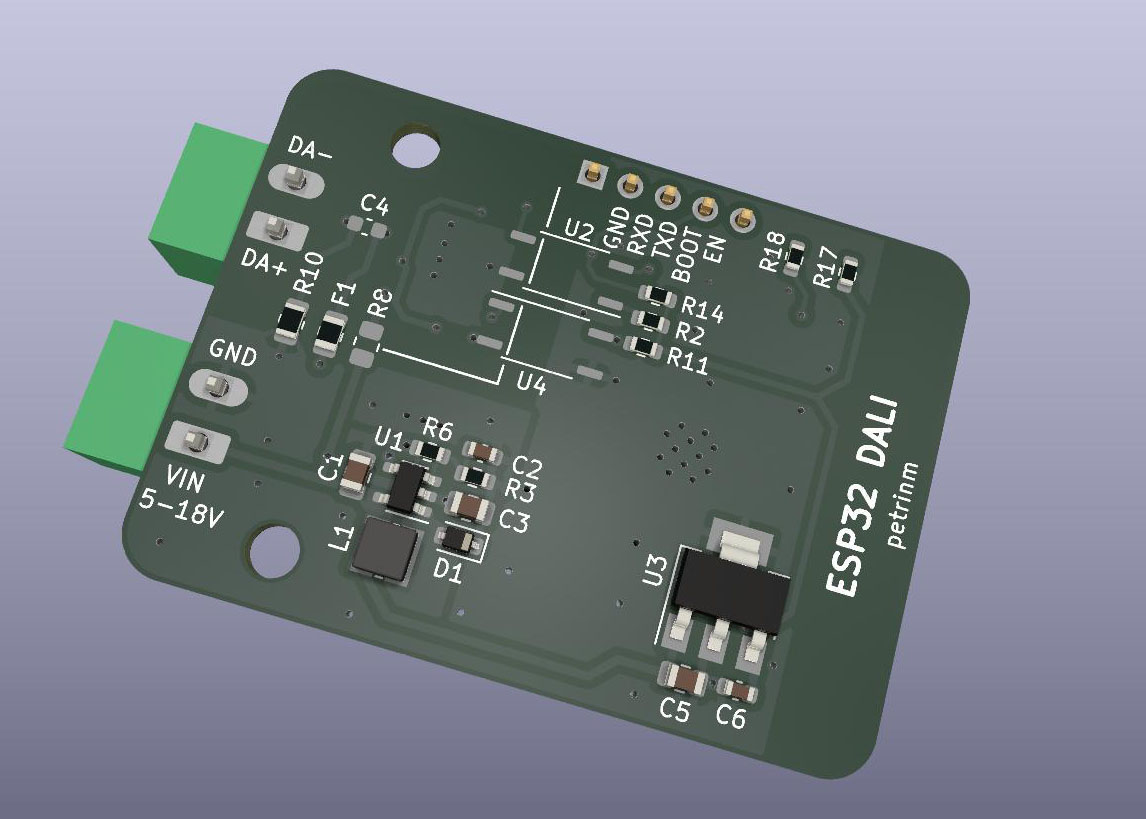 DA-
DA+
C4
R10
F1
R8
GND
VIN
5-18V
U2
GND
RXD
TXD
BOOT
EN
R18
R17
R14
R2
R11
U4
U1
R6
C1
C2
R3
C3
L1
D1
U3
C5
C6
ESP32 DALI
petrinm